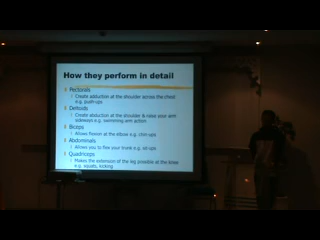 How they perform in detail
Pectorals
Create adduction at the shoulder across the chest
e.g. push-ups
Deltoids
Create abduction at the shoulder & raise your arm
sideways e.g. swimming arm action
Biceps
Allows flexion at the elbow e.g. chin-ups
Abdominals
Allows you to flex your trunk e.g. sit-ups
Quadriceps
Makes the extension of the leg possible at the knee
e.g. squats, kicking